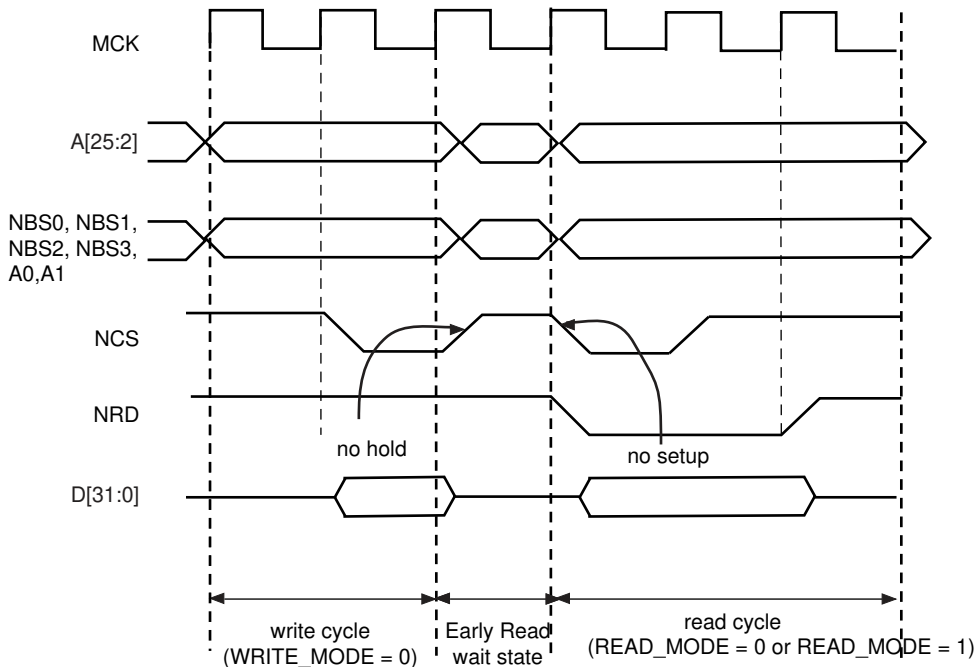 MCK
A[25:2]
NBS0, NBS1,
NBS2, NBS3,
A0,A1
NCS
NRD
no hold
no setup
D[31:0]
write cycle
(WRITE_MODE = 0)
Early Read
wait state
read cycle
(READ_MODE = 0 or READ_MODE = 1)